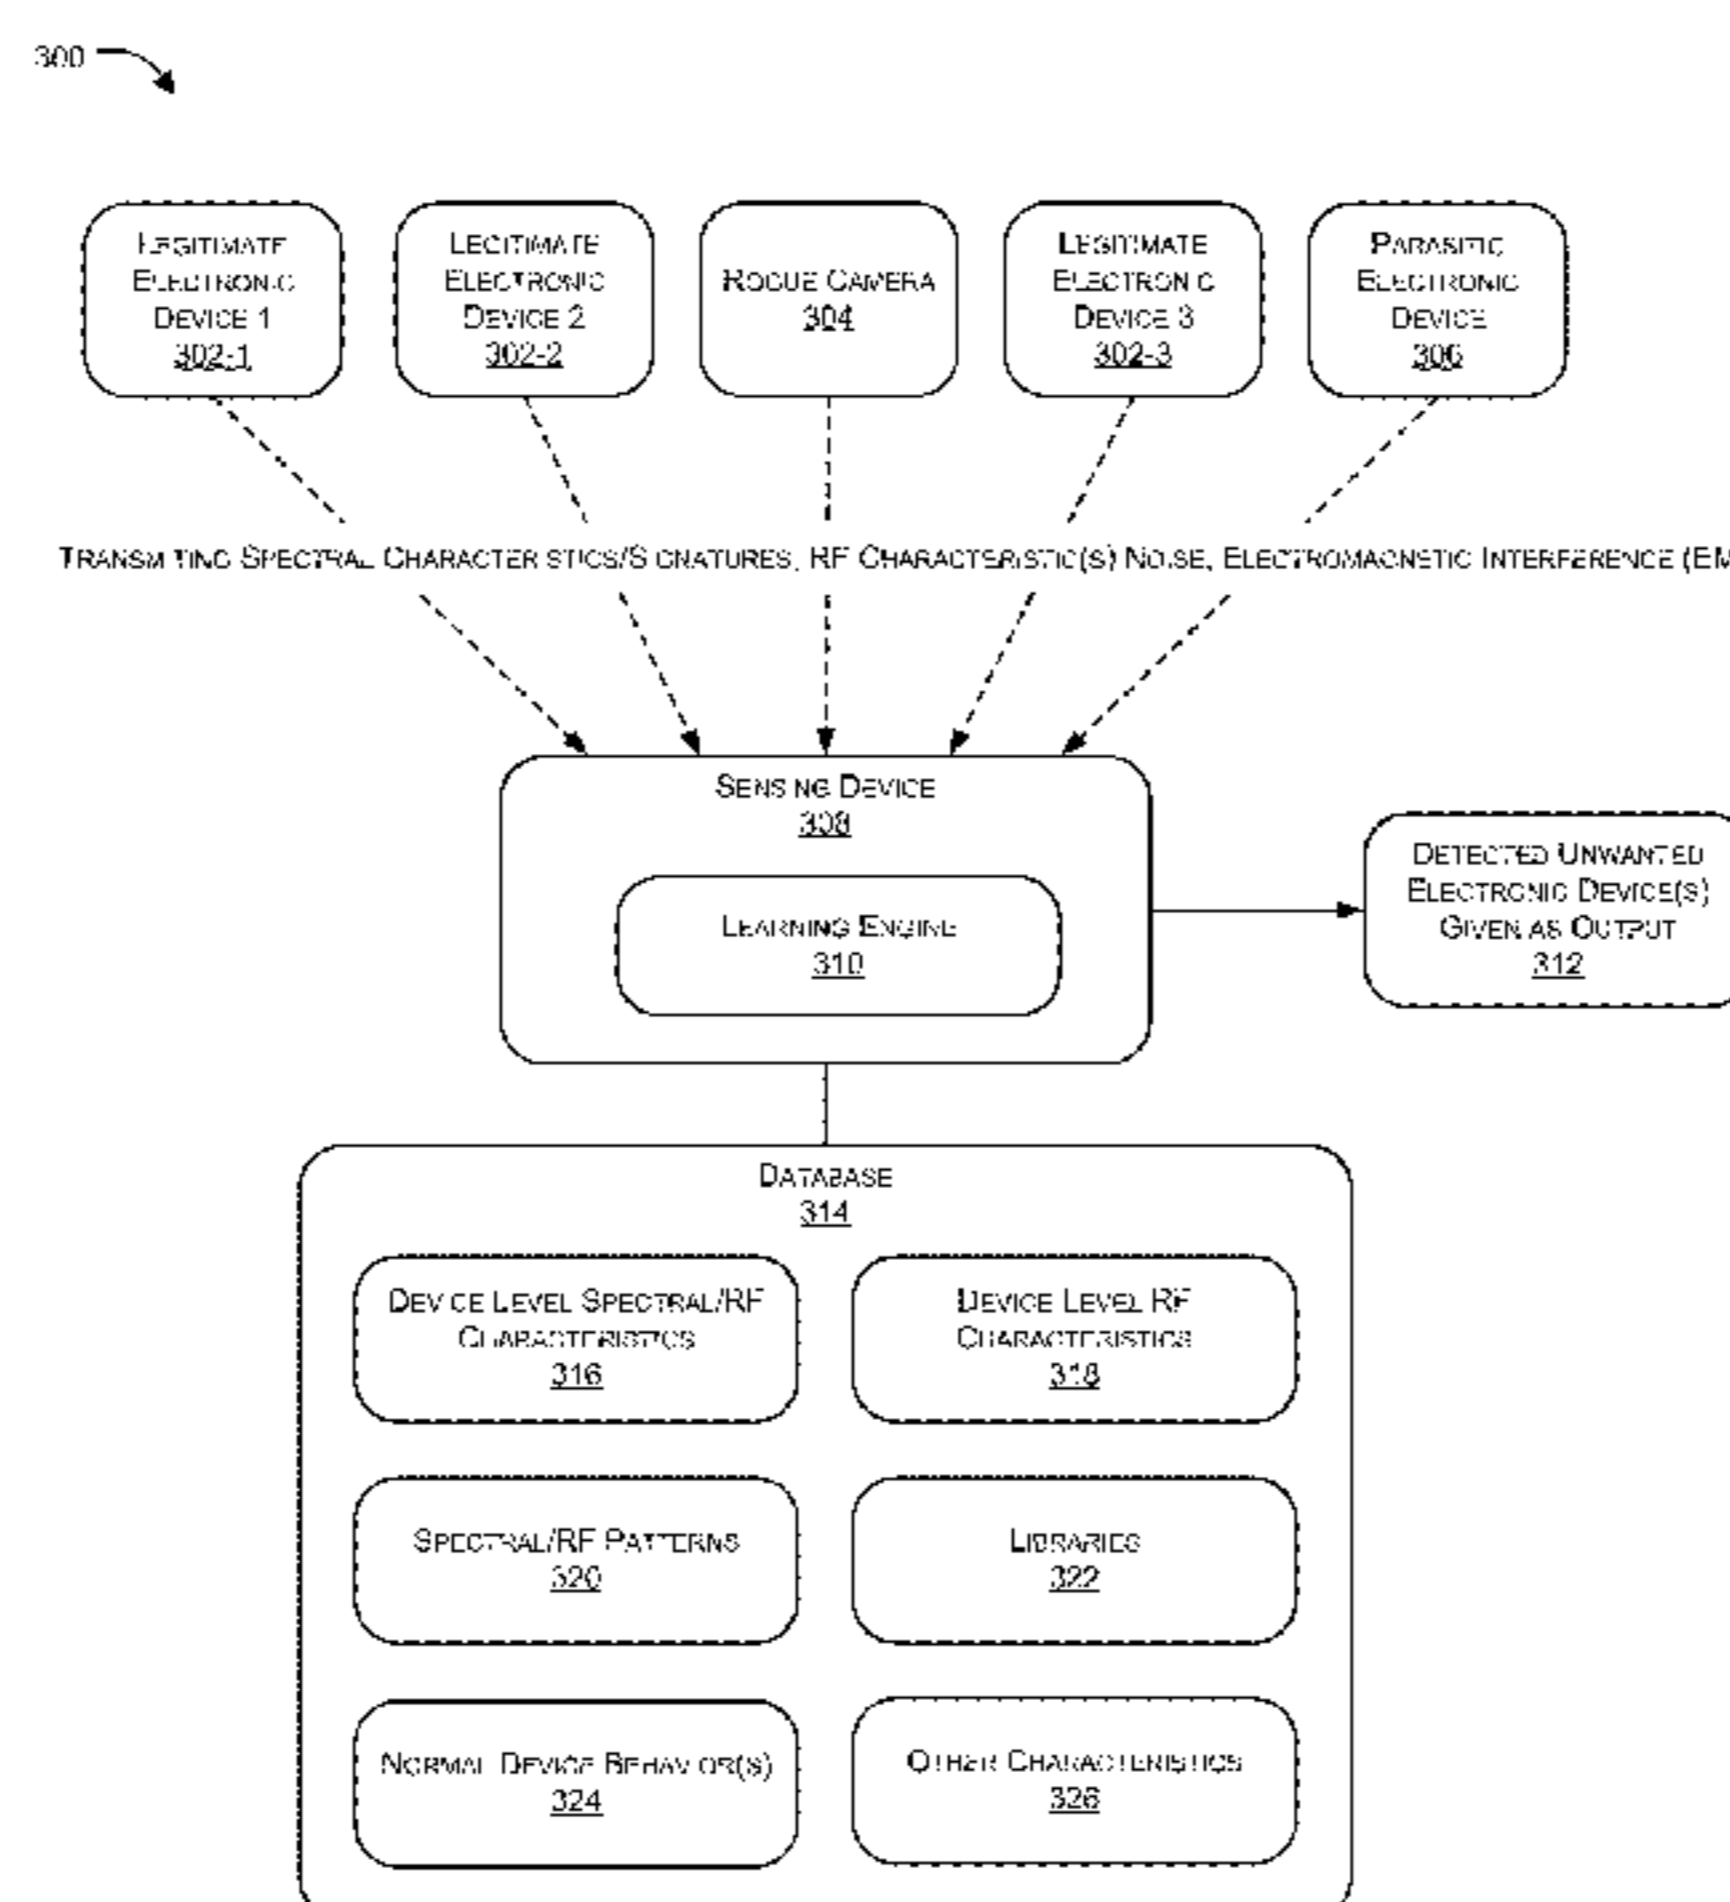 300
LEGITIMATE
ELECTRONIC
DEVICE 1
302-1
LEGITIMATE
ELECTRONIC
DEVICE 2
302-2
ROGUE CAMERA
304
LEGITIMATE
ELECTRONIC
DEVICE 3
302-3
PARASITIC
ELECTRONIC
DEVICE
306
TRANSMITING SPECTRAL CHARACTERISTICS/SIGNATURES, RF CHARACTERISTIC(S) NOISE, ELECTROMAGNETIC INTERFERENCE (EM
SENSING DEVICE
308
LEARNING ENGINE
310
DETECTED UNWANTED
ELECTRONIC DEVICE(S)
GIVEN AS OUTPUT
312
DATABASE
314
DEVICE LEVEL SPECTRAL/RF
CHARACTERISTICS
316
DEVICE LEVEL RF
CHARACTERISTICS
318
SPECTRAL/RF PATTERNS
320
LIBRARIES
322
NORMAL DEVICE BEHAVIOR(S)
324
OTHER CHARACTERISTICS
326